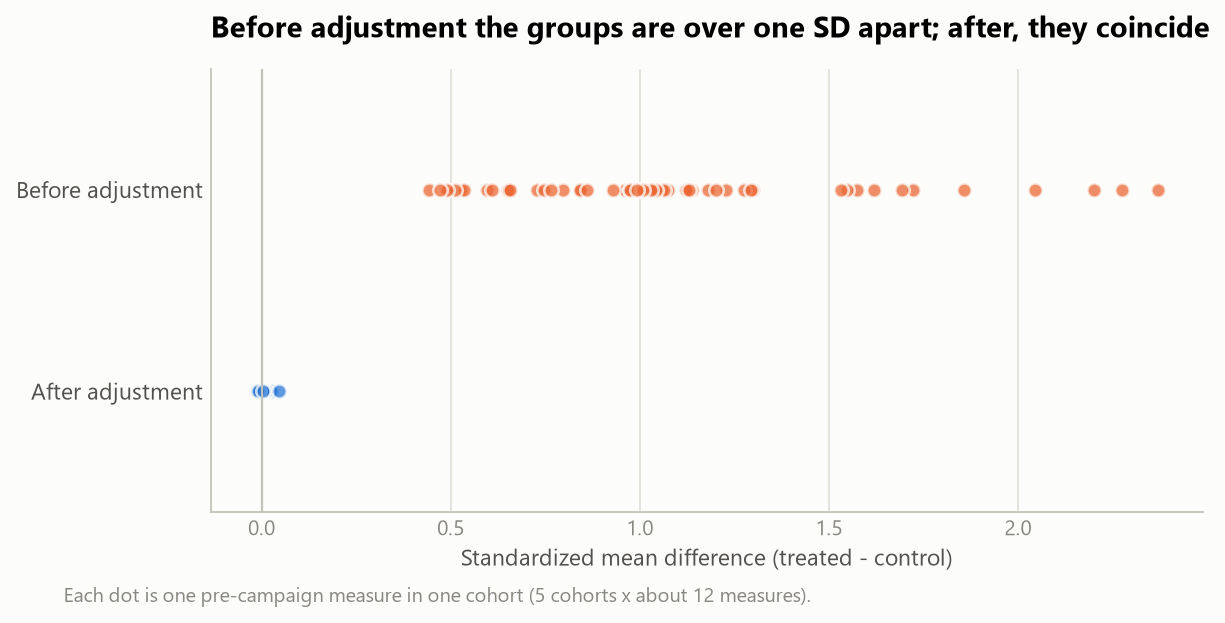 Before adjustment the groups are over one SD apart; after, they coincide
Before adjustment
After adjustment
0.0 0.5 1.0 1.5 2.0
Standardized mean difference (treated - control)
Each dot is one pre-campaign measure in one cohort (5 cohorts x about 12 measures).